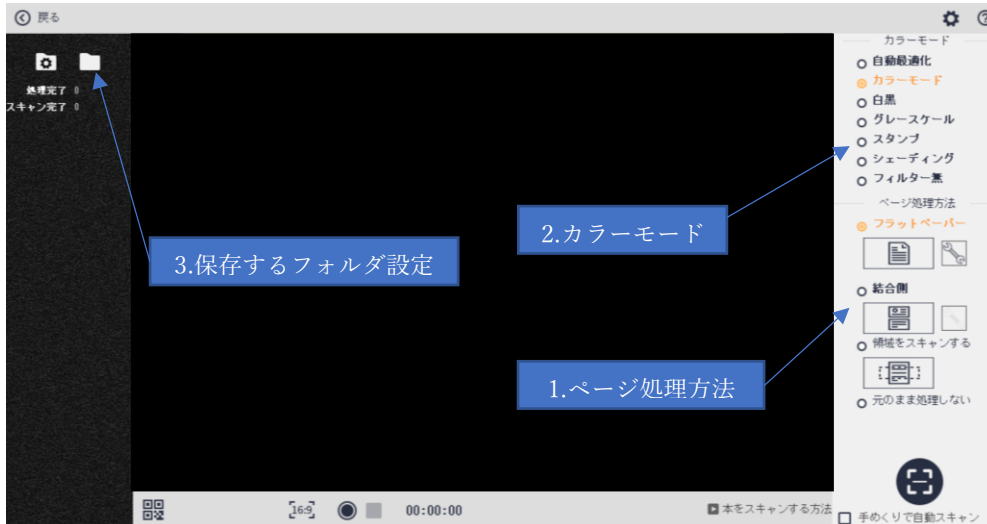 戻る
処理完了 0
スキャン完了 0
3.保存するフォルダ設定
2.カラーモード
1.ページ処理方法
カラーモード
自動最適化
カラーモード
白黒
グレースケール
スタンプ
シェーディング
フィルター無
ページ処理方法
フラットペーパー
結合側
領域をスキャンする
元のまま処理しない
16:9
00:00:00
本をスキャンする方法
手めくりで自動スキャン